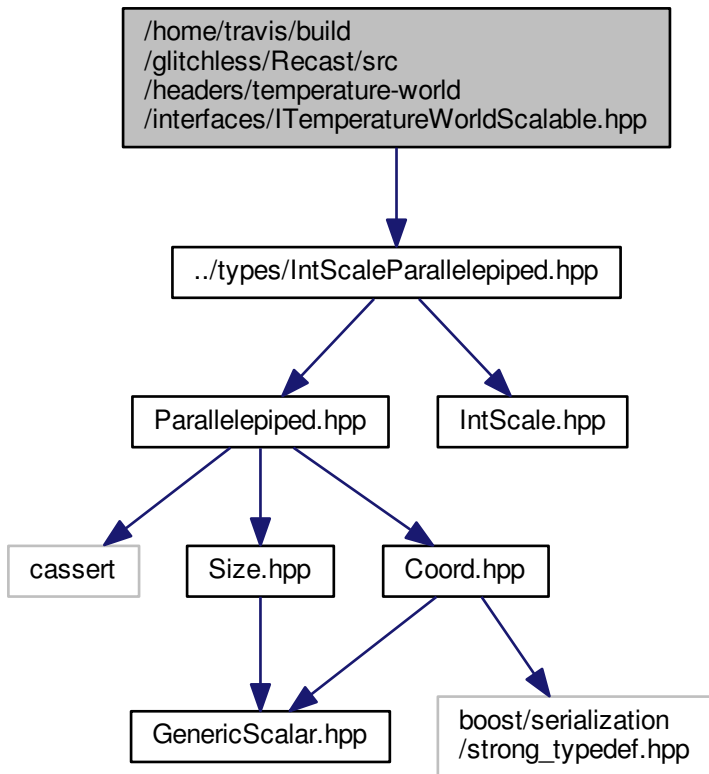 /home/travis/build
/glitchless/Recast/src
/headers/temperature-world
/interfaces/ITemperatureWorldScalable.hpp
../types/IntScaleParallelepiped.hpp
Parallelepiped.hpp
IntScale.hpp
cassert
Size.hpp
Coord.hpp
GenericScalar.hpp
boost/serialization
/strong_typedef.hpp